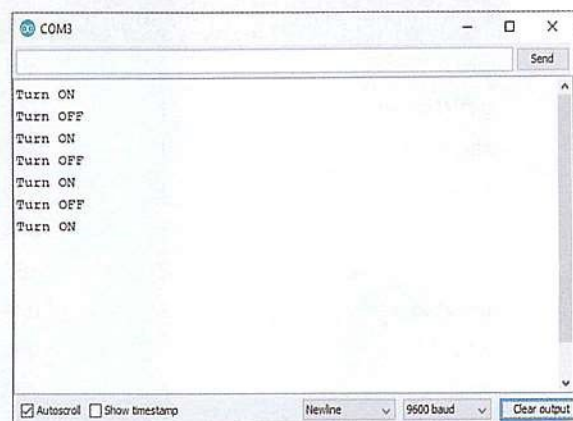 COM3
Send
Turn ON
Turn OFF
Turn ON
Turn OFF
Turn ON
Turn OFF
Turn ON
Autoscroll Show timestamp Newline 9600 baud Clear output